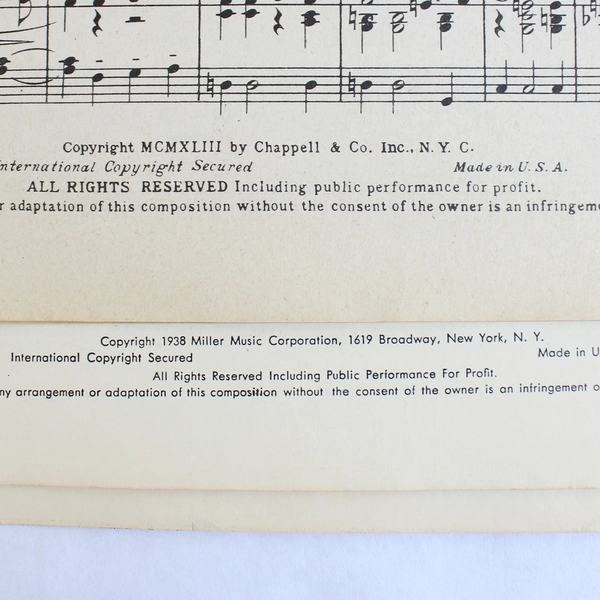 Copyright MCMXLIII by Chappell & Co. Inc., N. Y. C.
International Copyright Secured Made in U. S. A.
ALL RIGHTS RESERVED Including public performance for profit.
adaptation of this composition without the consent of the owner is an
Copyright 1938 Miller Music Corporation, 1619 Broadway, New York, N. Y.
International Copyright Secured Made in U
All Rights Reserved Including Public Performance For Profit.
ny arrangement or adaptation of this composition without the consent of the owner is an infringement o